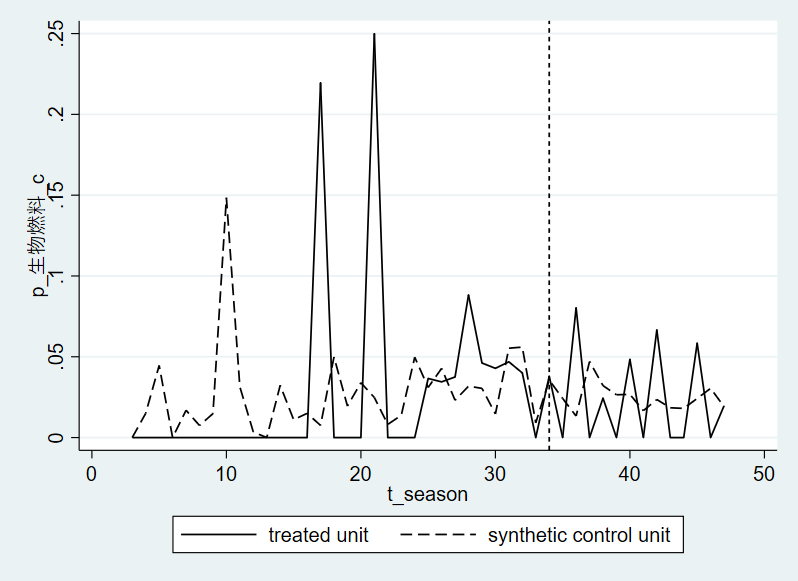 p_生物燃料_c
.25
.2
.15
.1
.05
0
0 10 20 30 40 50
t_season
treated unit synthetic control unit